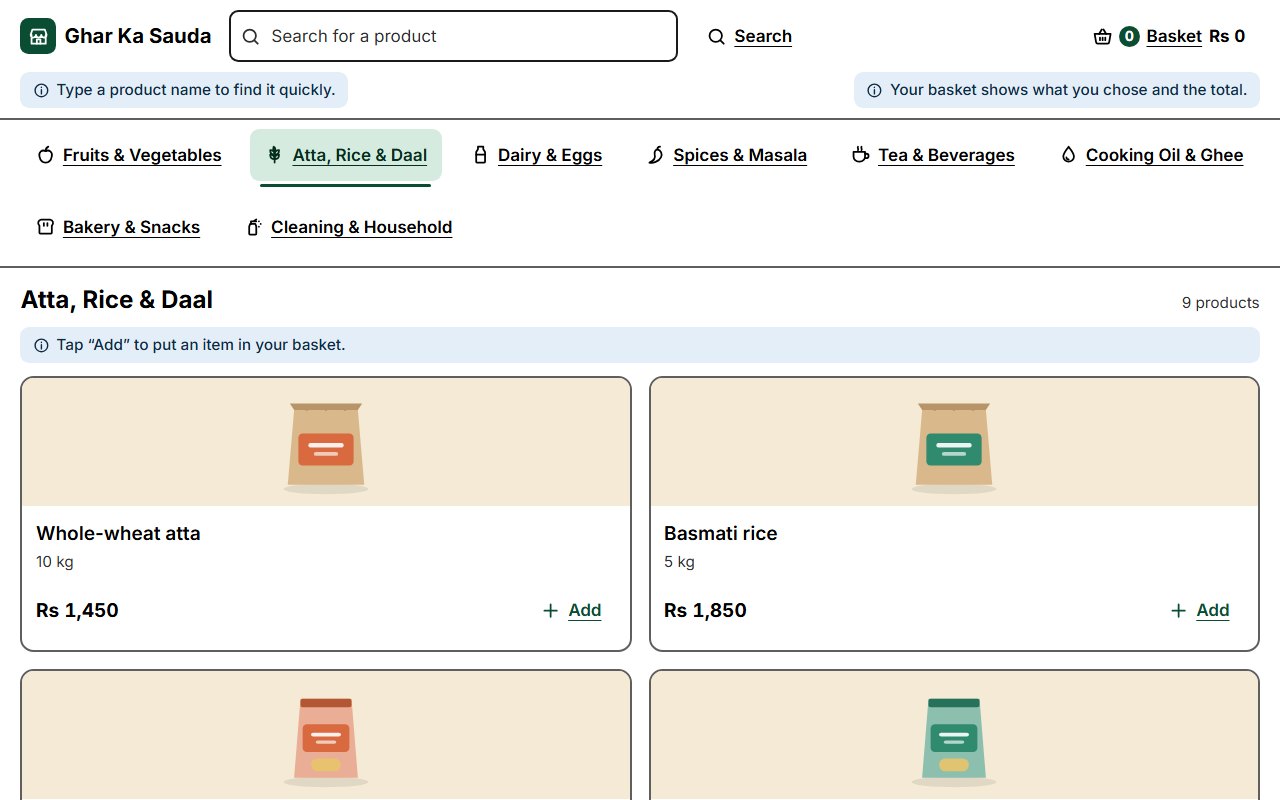 Ghar Ka Sauda
Search for a product
Search
0 Basket Rs 0
Type a product name to find it quickly.
Your basket shows what you chose and the total.
Fruits & Vegetables
Atta, Rice & Daal
Dairy & Eggs
Spices & Masala
Tea & Beverages
Cooking Oil & Ghee
Bakery & Snacks
Cleaning & Household
Atta, Rice & Daal
9 products
Tap “Add” to put an item in your basket.
Whole-wheat atta
10 kg
Rs 1,450
Add
Basmati rice
5 kg
Rs 1,850
Add